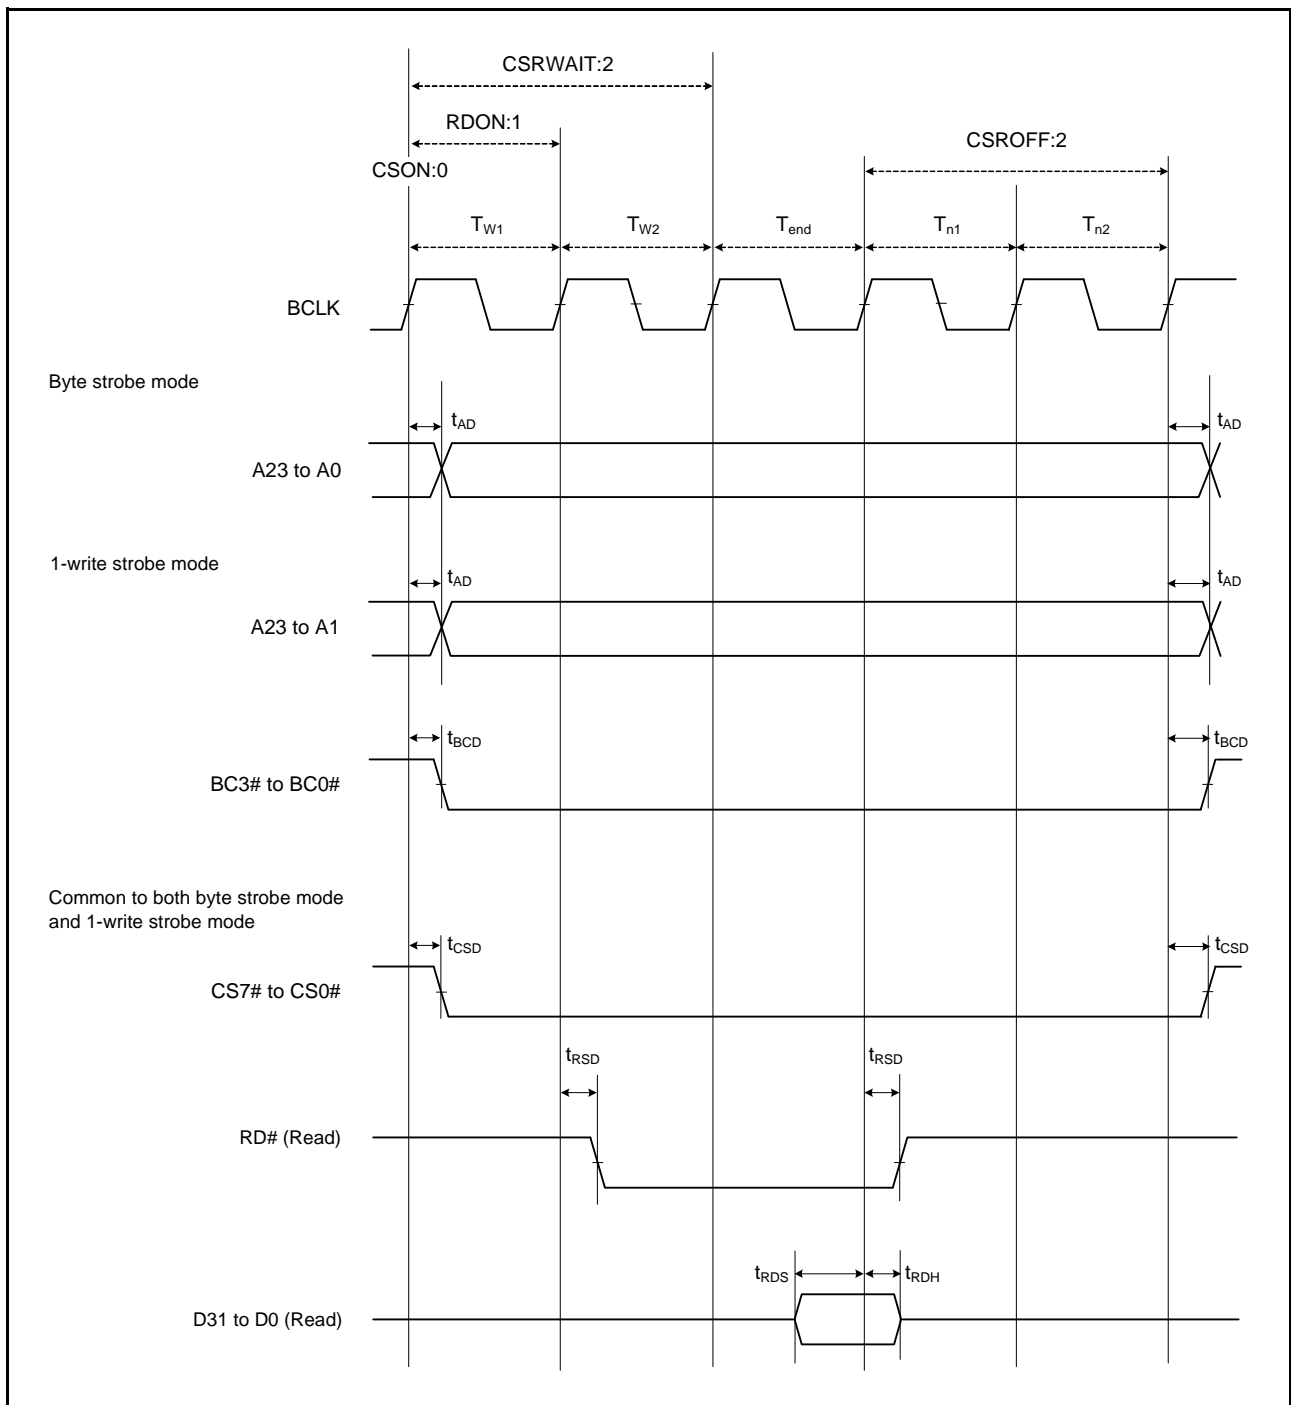 CSRWAIT:2
RDON:1
CSROFF:2
CSON:0
TW1 TW2 Tend Tn1 Tn2
BCLK
Byte strobe mode
tAD tAD
A23 to A0
1-write strobe mode
tAD tAD
A23 to A1
tBCD tBCD
BC3# to BC0#
Common to both byte strobe mode
and 1-write strobe mode
tCSD tCSD
CS7# to CS0#
tRSD tRSD
RD# (Read)
tRDS tRDH
D31 to D0 (Read)